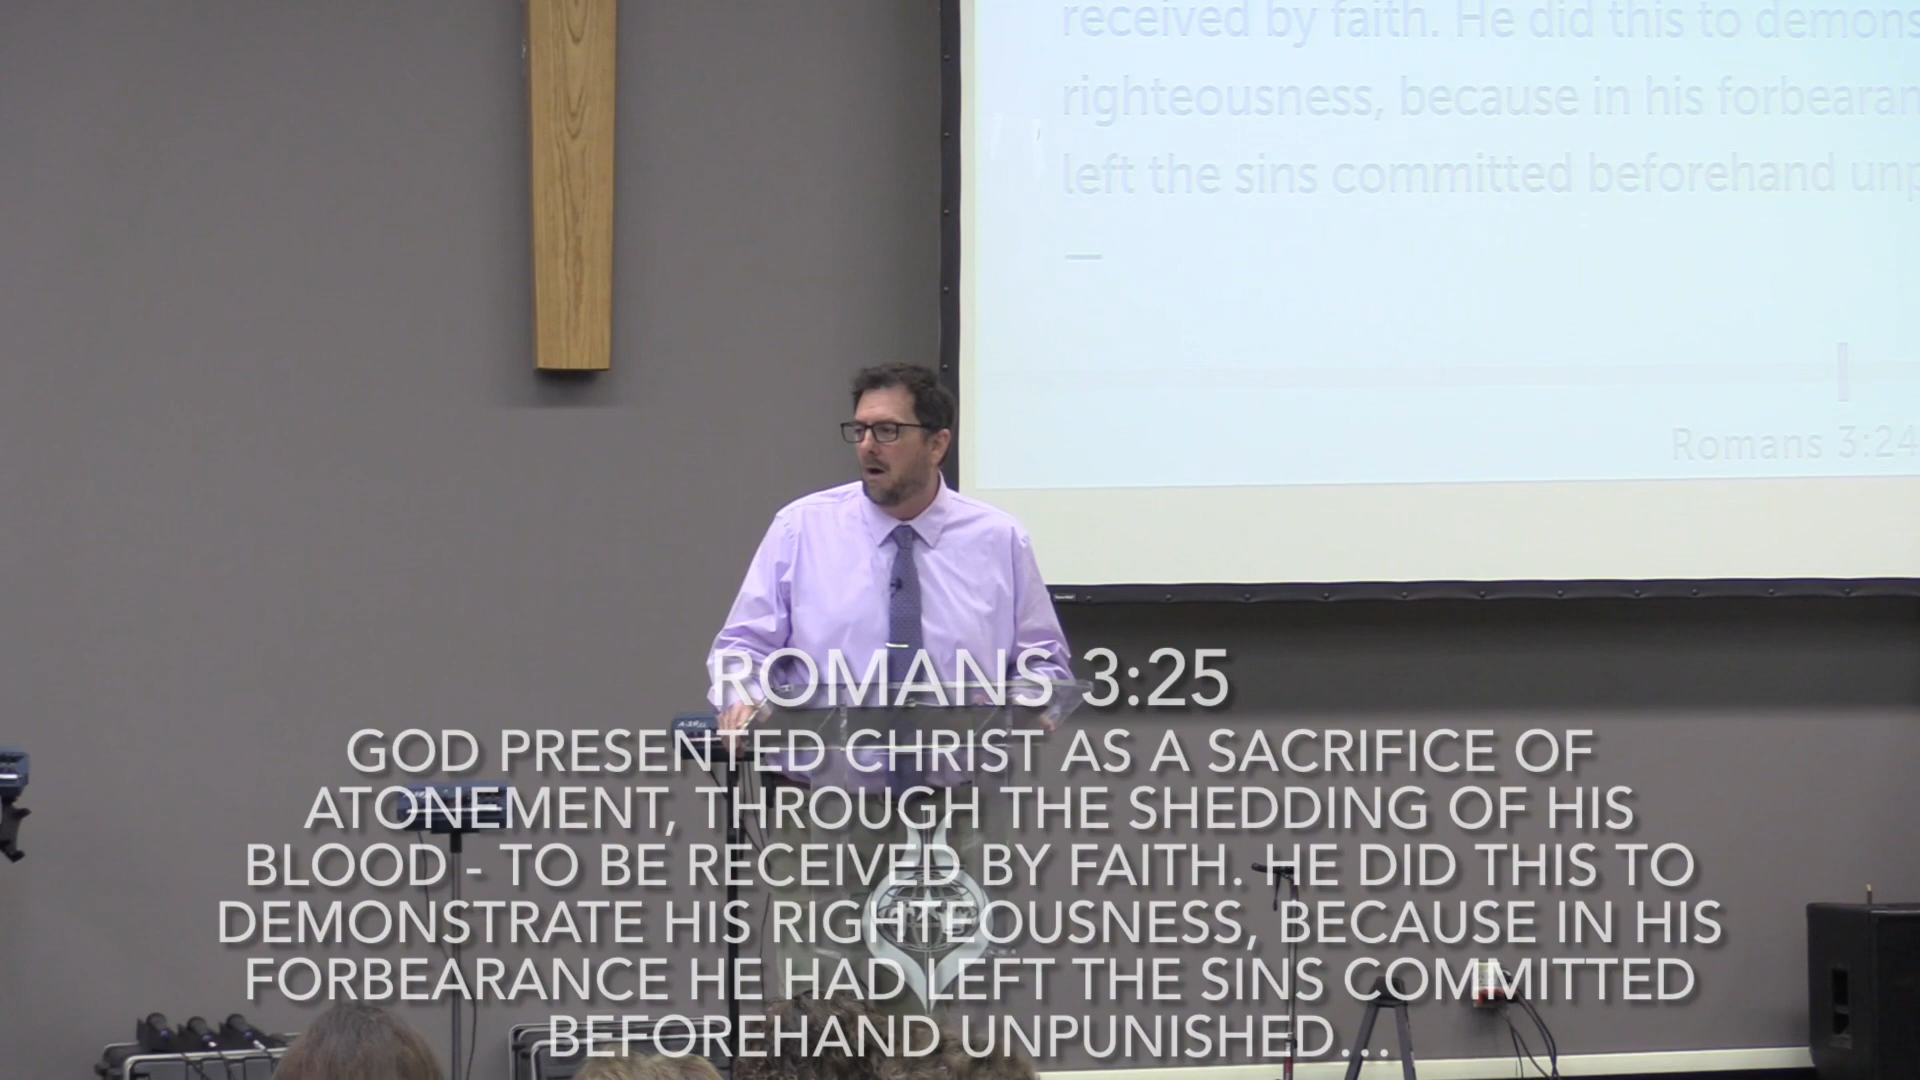 received by faith. He did this to
righteousness, because in his
left the sins committed beforehand
—
Romans 3:24
ROMANS 3:25
GOD PRESENTED CHRIST AS A SACRIFICE OF
ATONEMENT, THROUGH THE SHEDDING OF HIS
BLOOD - TO BE RECEIVED BY FAITH. HE DID THIS TO
DEMONSTRATE HIS RIGHTEOUSNESS, BECAUSE IN HIS
FORBEARANCE HE HAD LEFT THE SINS COMMITTED
BEFOREHAND UNPUNISHED...